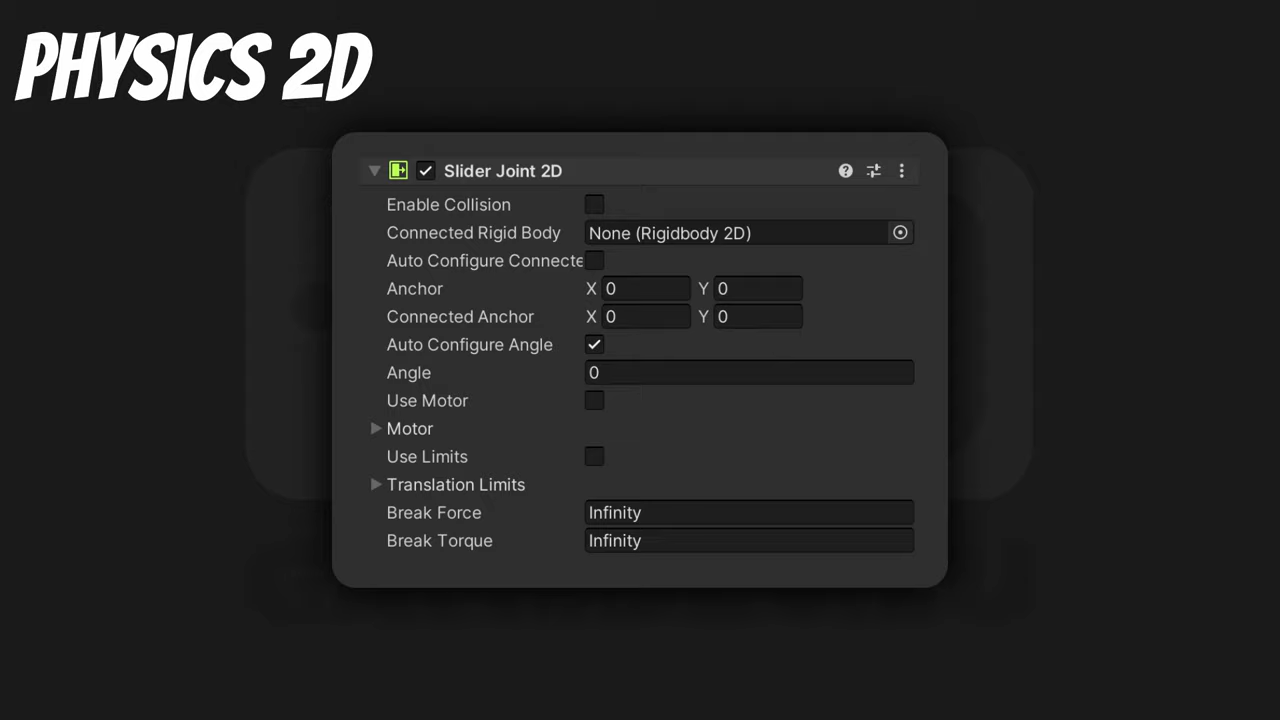 PHYSICS 2D
Slider Joint 2D
Enable Collision
Connected Rigid Body None (Rigidbody 2D)
Auto Configure Connecte
Anchor X 0 Y 0
Connected Anchor X 0 Y 0
Auto Configure Angle
Angle 0
Use Motor
Motor
Use Limits
Translation Limits
Break Force Infinity
Break Torque Infinity